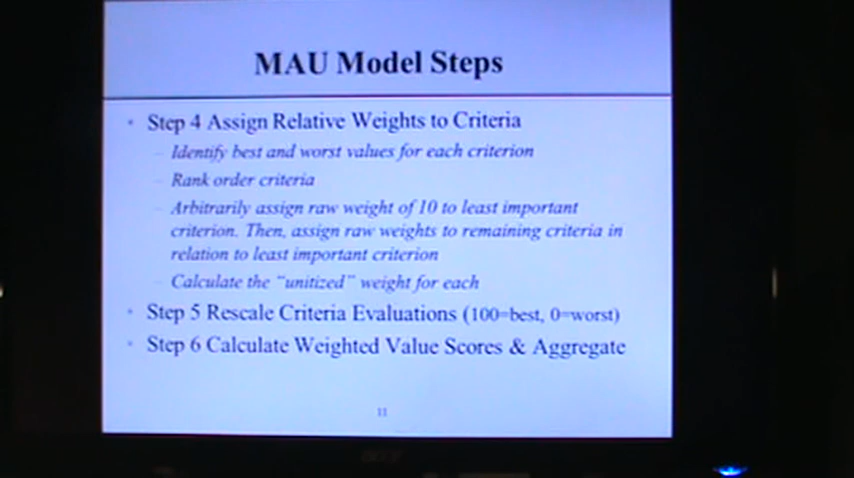 MAU Model Steps
• Step 4 Assign Relative Weights to Criteria
– Identify best and worst values for each criterion
– Rank order criteria
– Arbitrarily assign raw weight of 10 to least important
criterion. Then, assign raw weights to remaining criteria in
relation to least important criterion
– Calculate the “unitized” weight for each
• Step 5 Rescale Criteria Evaluations (100=best, 0=worst)
• Step 6 Calculate Weighted Value Scores & Aggregate
11